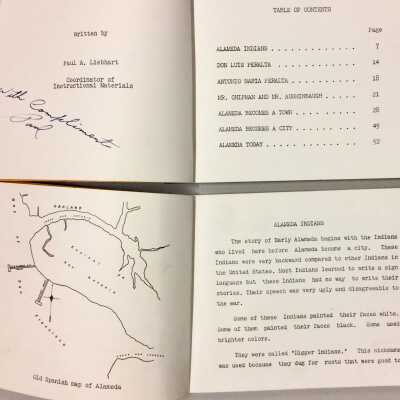 written by
Paul A. Liebhart
Coordinator of
Instructional Materials
With Compliments
Paul
TABLE OF CONTENTS
Page
ALAMEDA INDIANS . . . . . . . . . . . . . 7
DON LUIS PERALTA . . . . . . . . . . . . 14
ANTONIO MARIA PERALTA . . . . . . . . . 18
MR. CHIPMAN AND MR. AUGHINBAUGH . . . . . 21
ALAMEDA BECOMES A TOWN . . . . . . . . . 28
ALAMEDA BECOMES A CITY . . . . . . . . . 49
ALAMEDA TODAY . . . . . . . . . . . . . . 52
OAKLAND
ENCINAL
DE
Old Spanish map of Alameda
ALAMEDA INDIANS
The story of Early Alameda begins with the Indians
who lived here before Alameda became a city. These
Indians were very backward compared to other Indians in
the United States. Most Indians learned to write a sign
language but these Indians had no way to write their
stories. Their speech was very ugly and disagreeable to
the ear.
Some of these Indians painted their faces white.
Some of them painted their faces black. Some used
brighter colors.
They were called "Digger Indians." This nickname
was used because they dug for roots that were good to